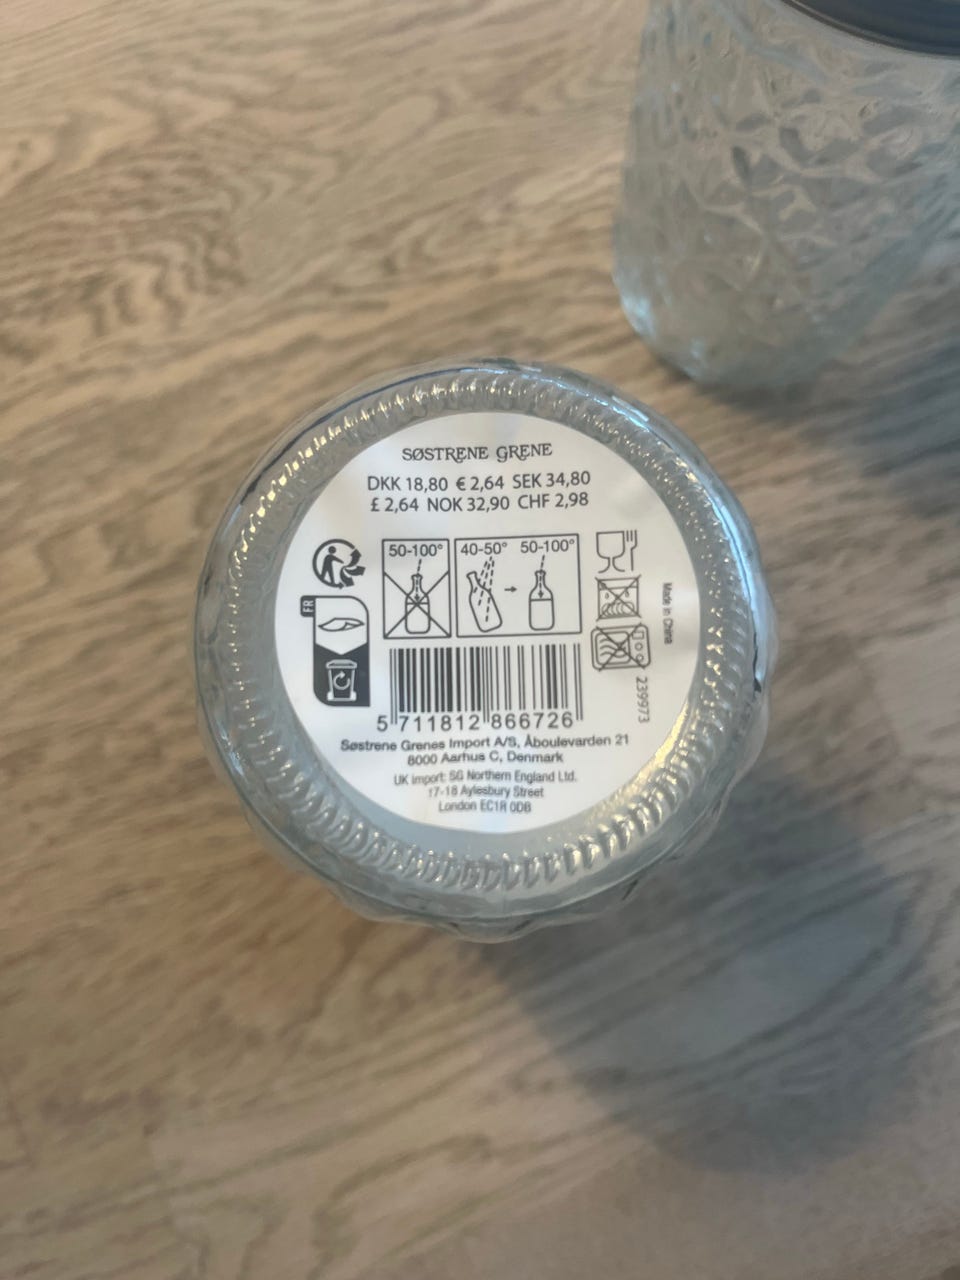 SØSTRENE GRENE
DKK 18,80 € 2,64 SEK 34,80
£ 2,64 NOK 32,90 CHF 2,98
50-100°
40-50° 50-100°
FR
Made in China
239973
5 711812 866726
Søstrene Grenes Import A/S, Åboulevarden 21
8000 Aarhus C, Denmark
UK import: SG Northern England Ltd.
17-18 Aylesbury Street
London EC1R 0DB